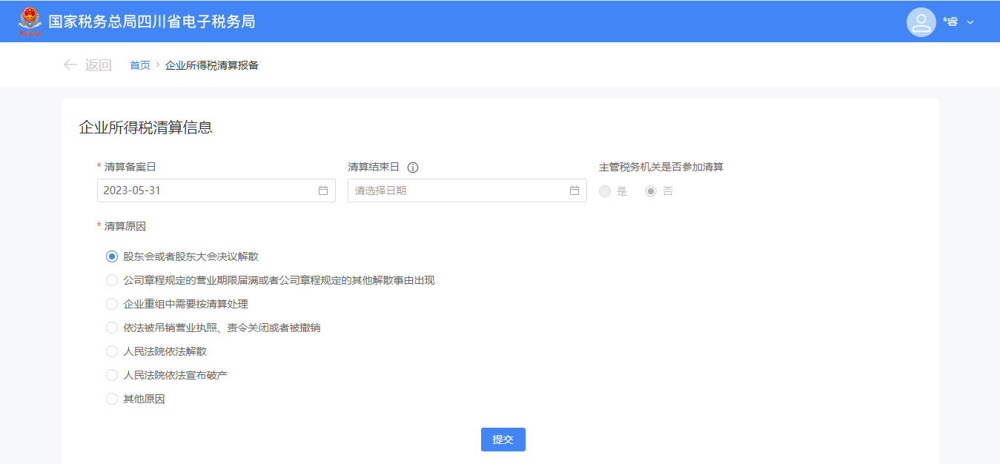 国家税务总局四川省电子税务局
*睿
返回 首页 > 企业所得税清算报备
企业所得税清算信息
* 清算备案日 清算结束日 主管税务机关是否参加清算
2023-05-31 请选择日期 是 否
* 清算原因
股东会或者股东大会决议解散
公司章程规定的营业期限届满或者公司章程规定的其他解散事由出现
企业重组中需要按清算处理
依法被吊销营业执照、责令关闭或者被撤销
人民法院依法解散
人民法院依法宣布破产
其他原因
提交